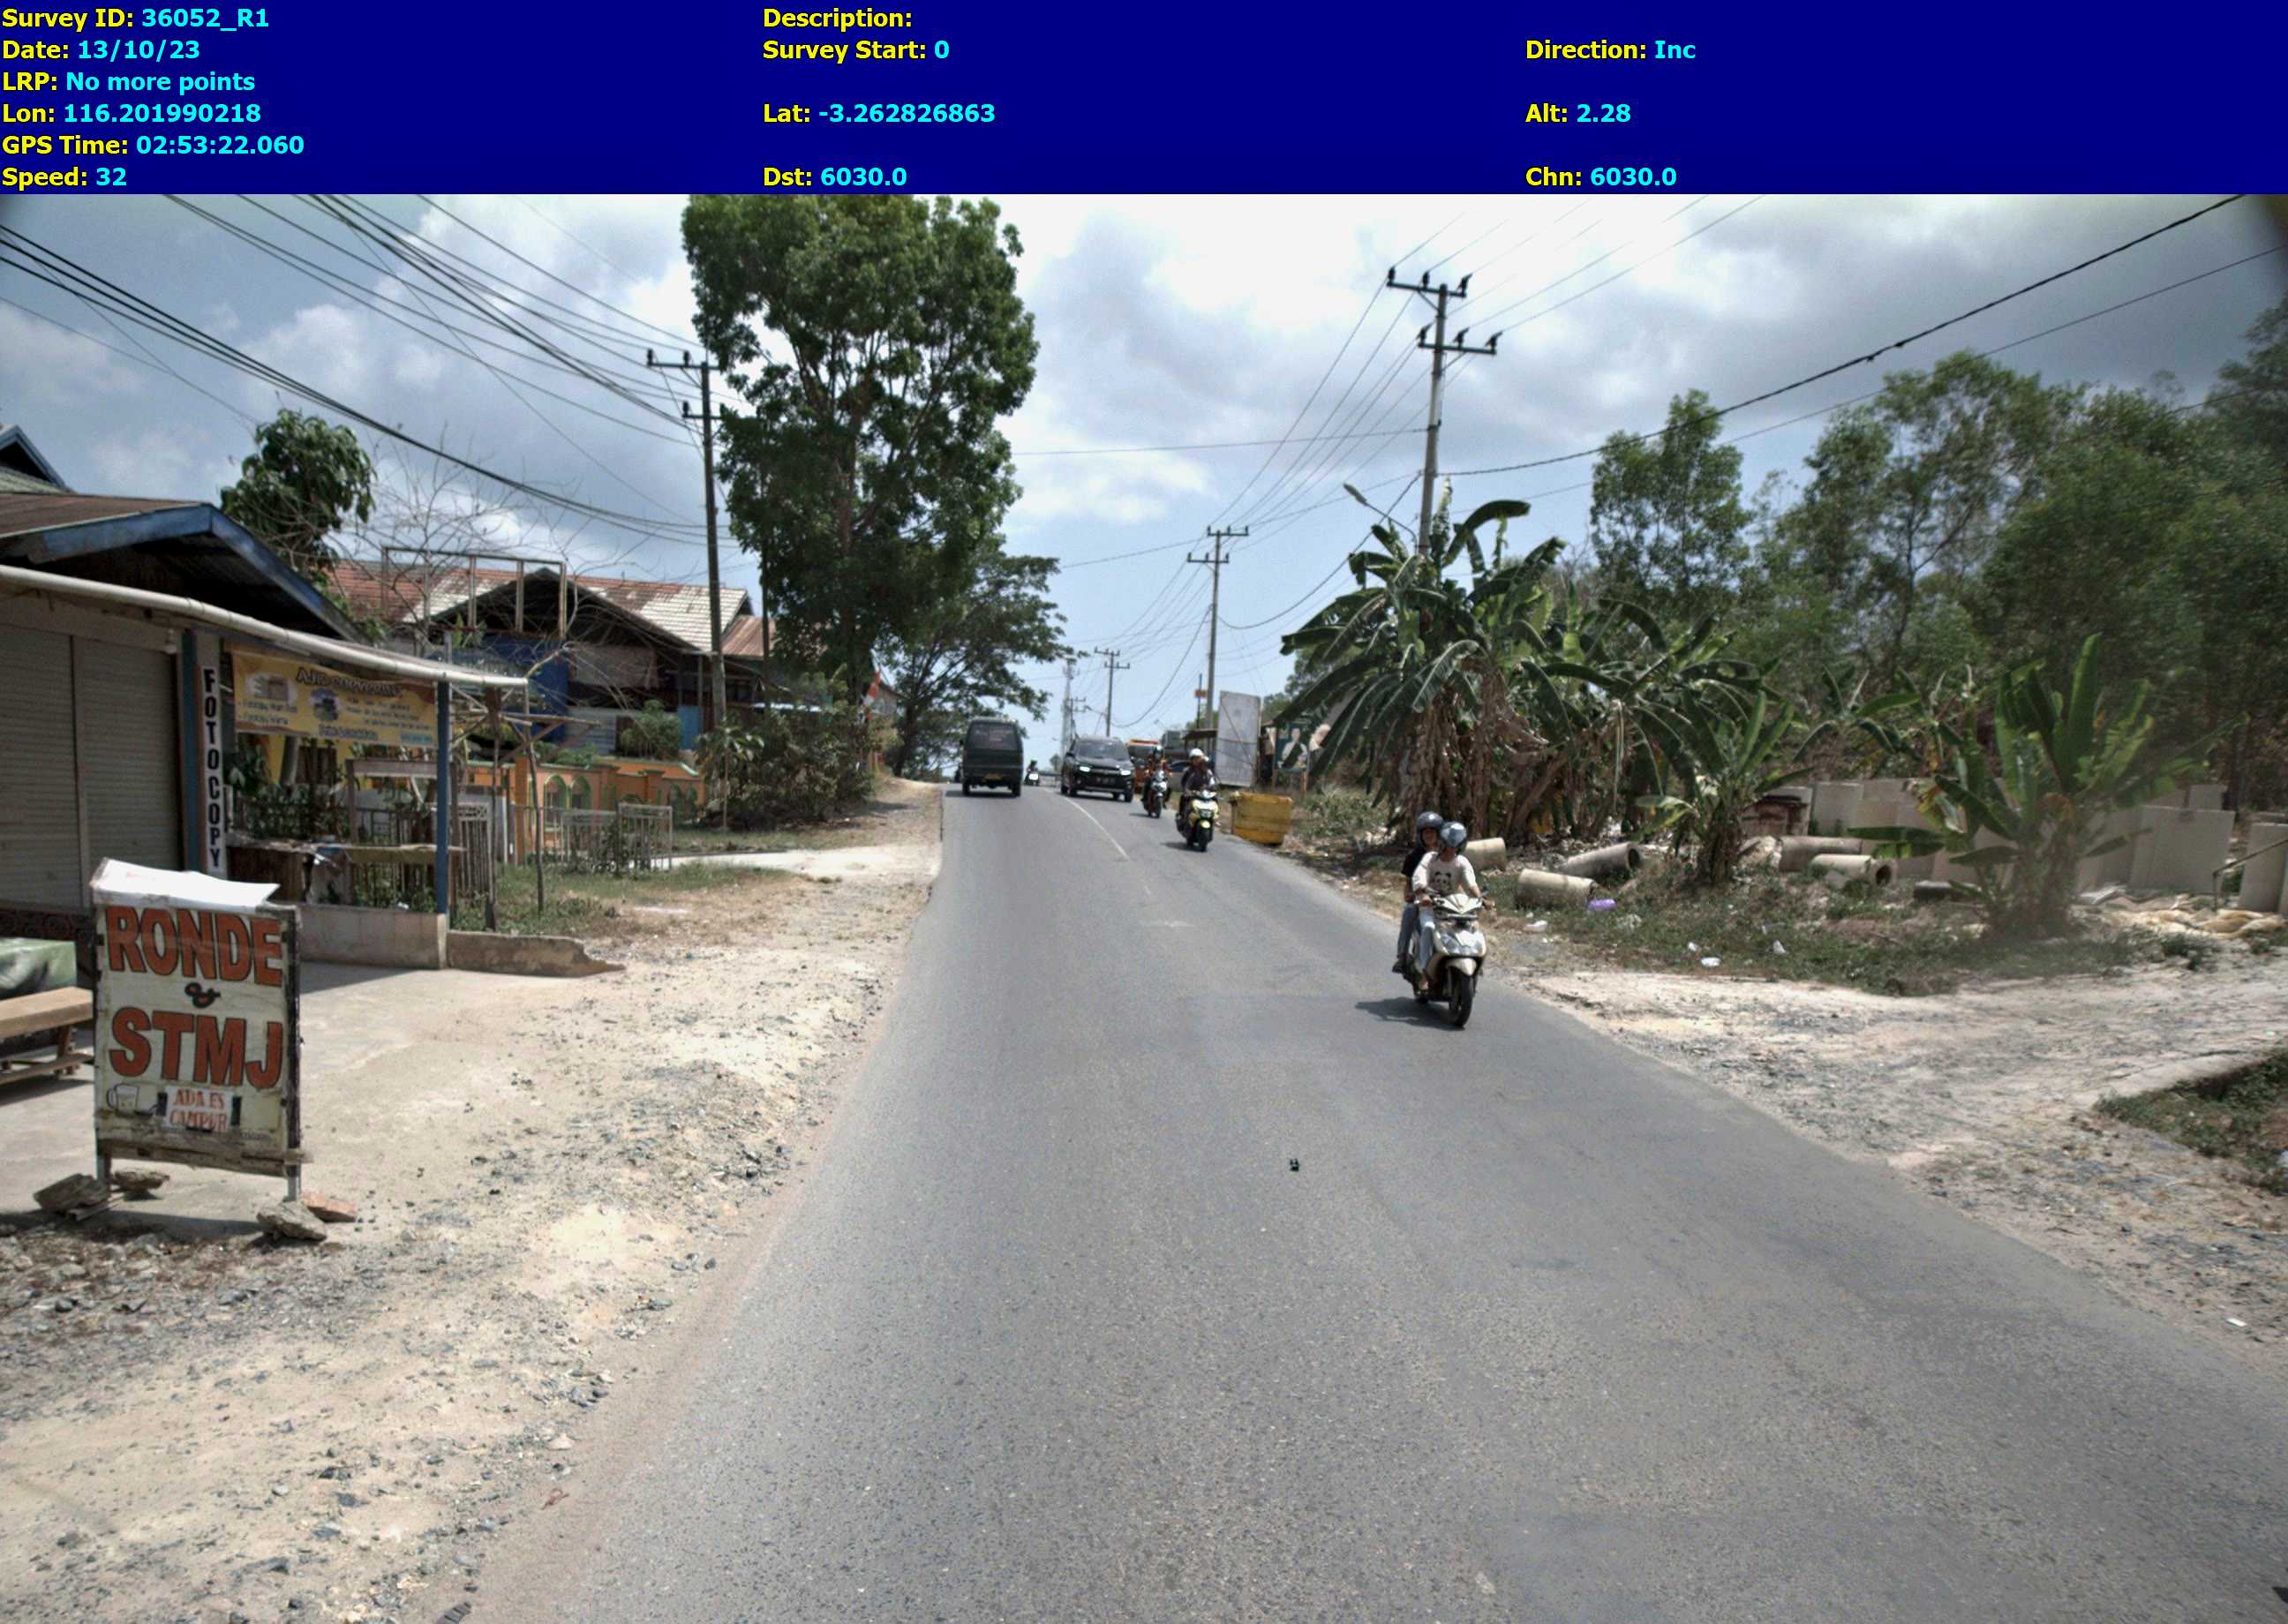 Survey ID: 36052_R1
Description:
Date: 13/10/23
Survey Start: 0
Direction: Inc
LRP: No more points
Lon: 116.201990218
Lat: -3.262826863
Alt: 2.28
GPS Time: 02:53:22.060
Speed: 32
Dst: 6030.0
Chn: 6030.0
FOTOCOPY
RONDE
&
STMJ
ADA ES
CAMPUR